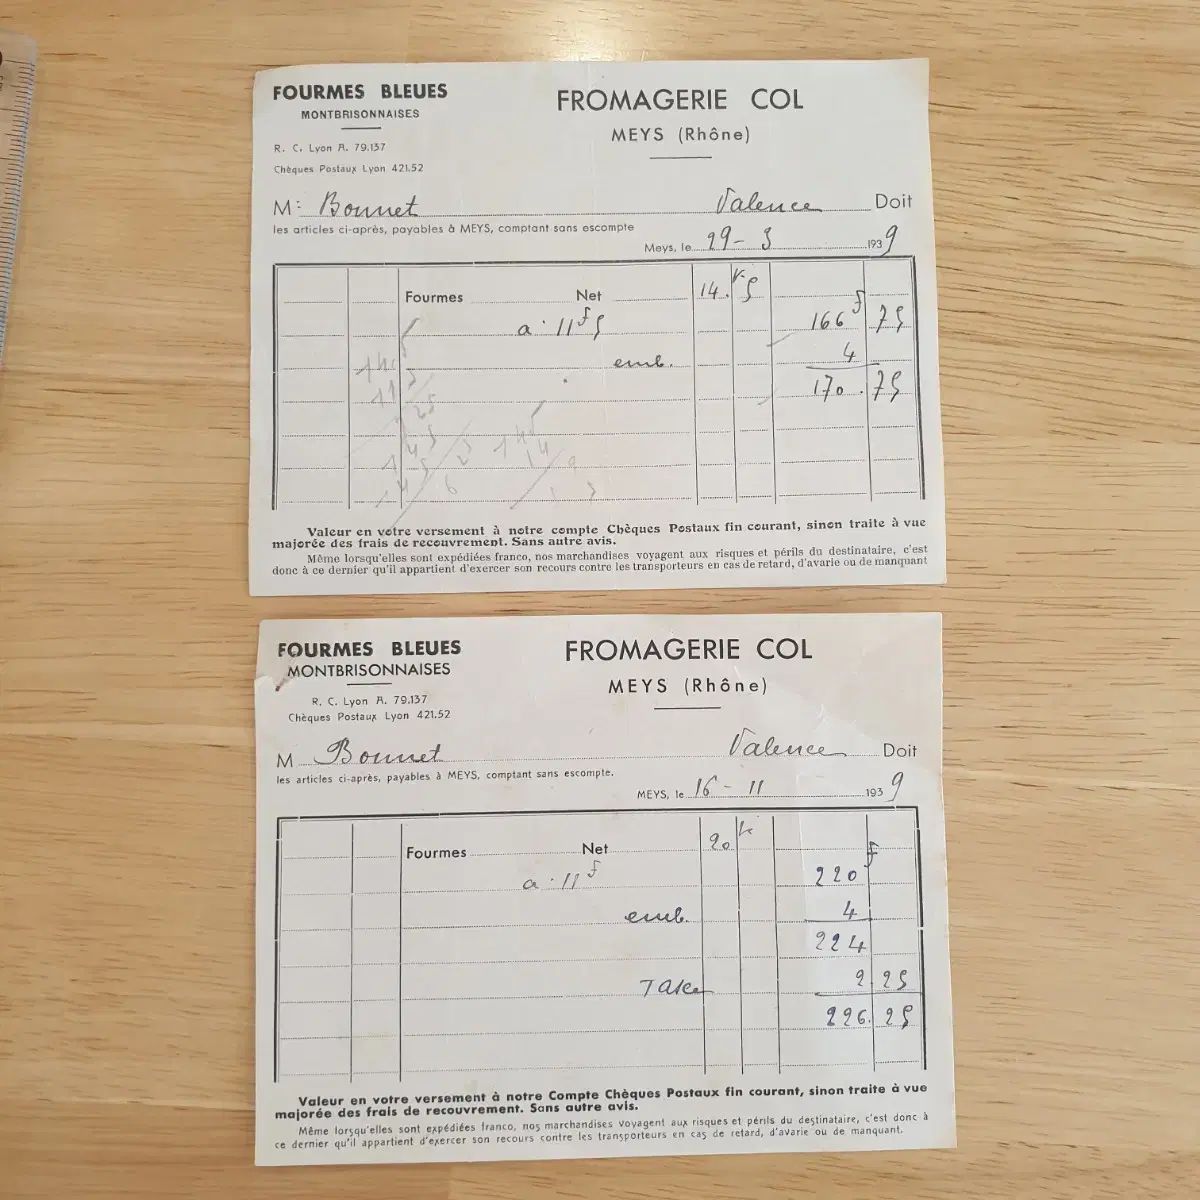 FOURMES BLEUES
MONTBRISONNAISES
R. C. Lyon A. 79.137
Chèques Postaux Lyon 421.52
FROMAGERIE COL
MEYS (Rhône)
Mr Bonnet Valence Doit
les articles ci-après, payables à MEYS, comptant sans escompte
Meys, le 29-3 1939
Fourmes Net 14. k 5
a 11 f 5 166 f 75
emb. 4
170. 75
Valeur en votre versement à notre compte Chèques Postaux fin courant, sinon traite à vue
majorée des frais de recouvrement. Sans autre avis.
Même lorsqu'elles sont expédiées franco, nos marchandises voyagent aux risques et périls du destinataire, c'est
donc à ce dernier qu'il appartient d'exercer son recours contre les transporteurs en cas de retard, d'avarie ou de manquant
FOURMES BLEUES
MONTBRISONNAISES
R. C. Lyon A. 79.137
Chèques Postaux Lyon 421.52
FROMAGERIE COL
MEYS (Rhône)
M Bonnet Valence Doit
les articles ci-après, payables à MEYS, comptant sans escompte.
MEYS, le 16-11 1939
Fourmes Net 20 k
a 11 f 220 f
emb. 4
224
Taxe 2 25
226. 25
Valeur en votre versement à notre Compte Chèques Postaux fin courant, sinon traite à vue
majorée des frais de recouvrement. Sans autre avis.
Même lorsqu'elles sont expédiées franco, nos marchandises voyagent aux risques et périls du destinataire, c'est donc à
ce dernier qu'il appartient d'exercer son recours contre les transporteurs en cas de retard, d'avarie ou de manquant.